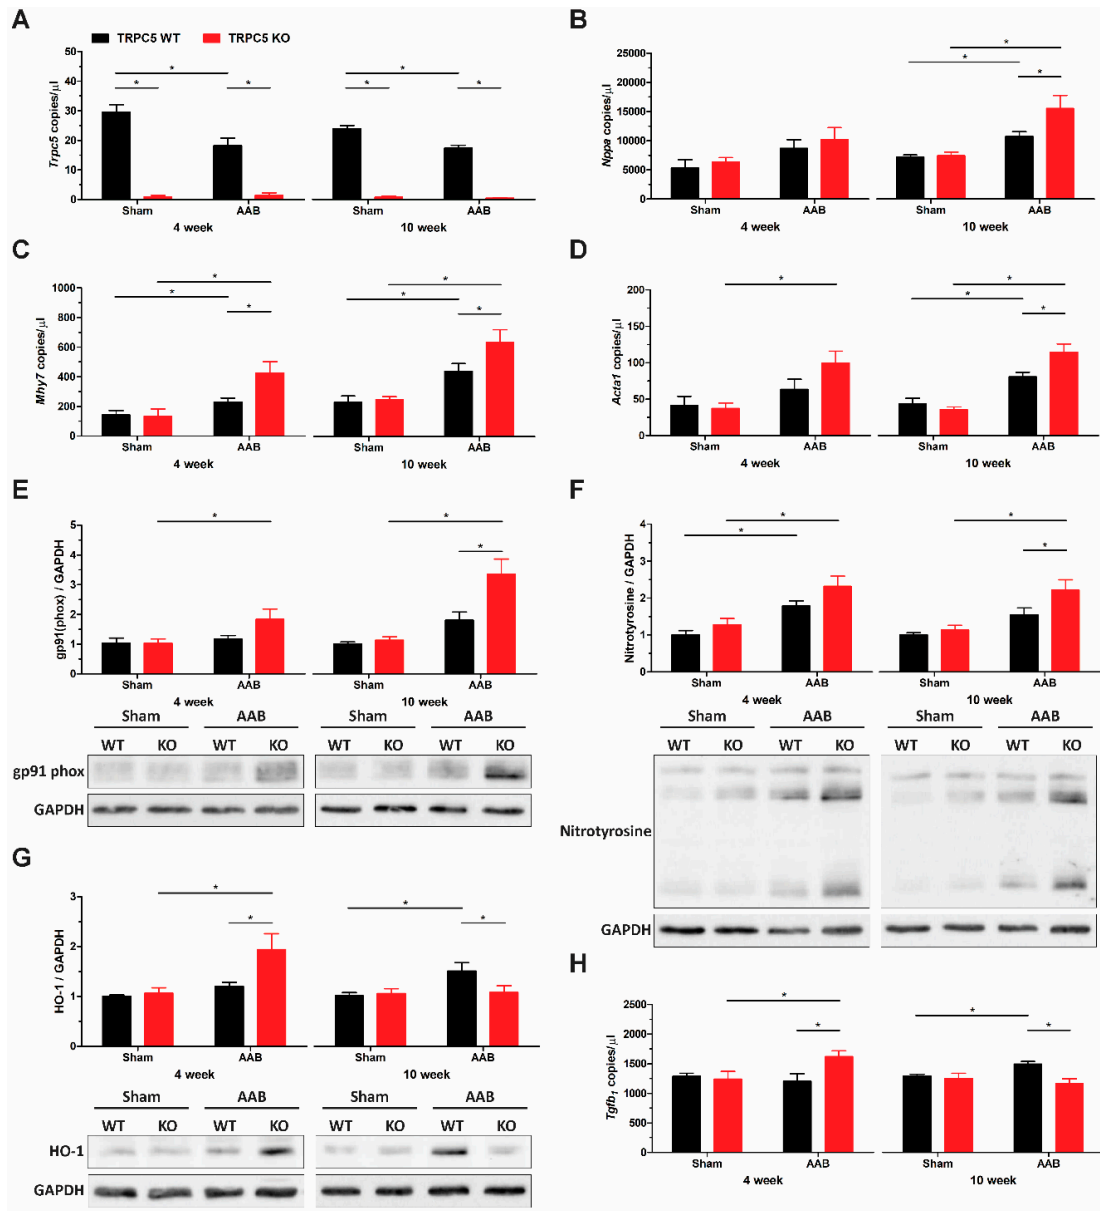 A
B
TRPC5 WT
TRPC5 KO
Trpc5 copies/µl
50
40
30
20
10
0
*
*
*
*
*
*
Sham
AAB
Sham
AAB
4 week
10 week
Nppa copies/µl
25000
20000
15000
10000
5000
0
*
*
*
Sham
AAB
Sham
AAB
4 week
10 week
C
D
Mhy7 copies/µl
1000
800
600
400
200
0
*
*
*
*
*
*
Sham
AAB
Sham
AAB
4 week
10 week
Acta1 copies/µl
200
150
100
50
0
*
*
*
*
Sham
AAB
Sham
AAB
4 week
10 week
E
F
gp91(phox) / GAPDH
5
4
3
2
1
0
*
*
*
Sham
AAB
Sham
AAB
4 week
10 week
Sham
AAB
Sham
AAB
WT
KO
WT
KO
WT
KO
WT
KO
gp91 phox
GAPDH
Nitrotyrosine / GAPDH
4
3
2
1
0
*
*
*
*
Sham
AAB
Sham
AAB
4 week
10 week
Sham
AAB
Sham
AAB
WT
KO
WT
KO
WT
KO
WT
KO
Nitrotyrosine
GAPDH
G
H
HO-1 / GAPDH
3
2
1
0
*
*
*
*
Sham
AAB
Sham
AAB
4 week
10 week
Sham
AAB
Sham
AAB
WT
KO
WT
KO
WT
KO
WT
KO
HO-1
GAPDH
Tgfb1 copies/µl
2500
2000
1500
1000
500
0
*
*
*
*
Sham
AAB
Sham
AAB
4 week
10 week